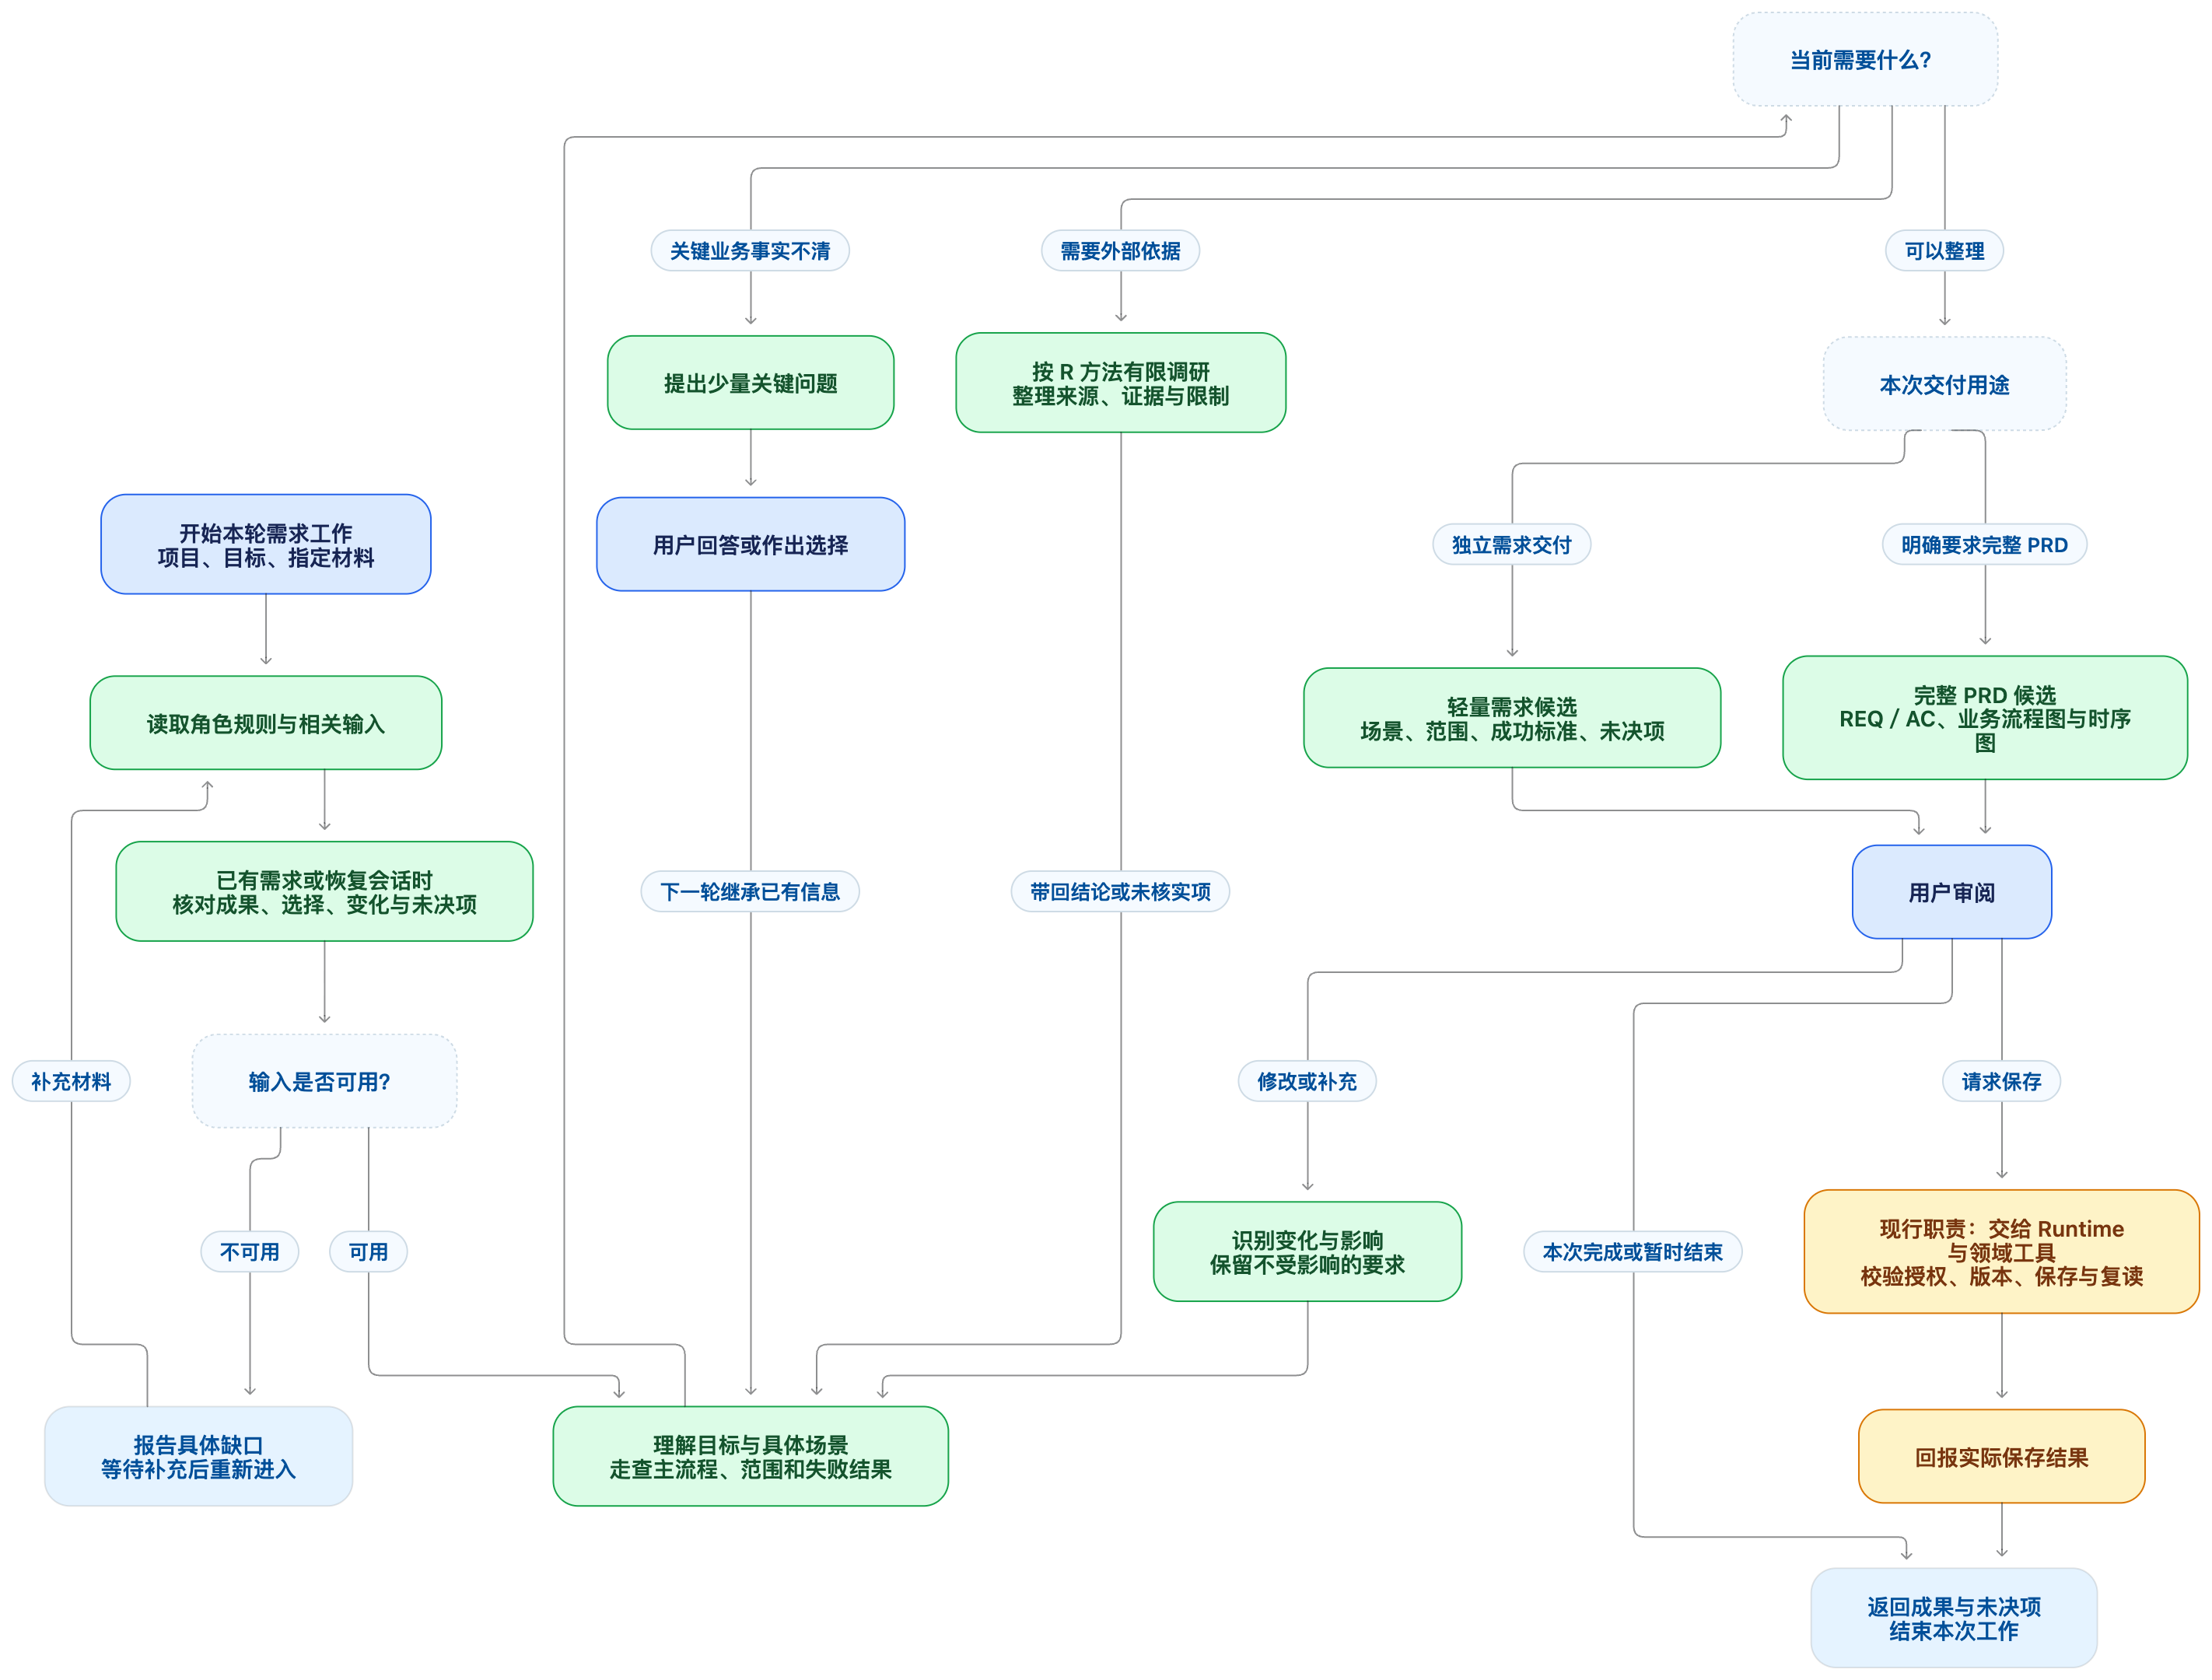 当前需要什么?
关键业务事实不清
需要外部依据
可以整理
提出少量关键问题
按 R 方法有限调研
整理来源、证据与限制
本次交付用途
开始本轮需求工作
项目、目标、指定材料
用户回答或作出选择
独立需求交付
明确要求完整 PRD
读取角色规则与相关输入
轻量需求候选
场景、范围、成功标准、未决项
完整 PRD 候选
REQ / AC、业务流程图与时序
图
已有需求或恢复会话时
核对成果、选择、变化与未决项
下一轮继承已有信息
带回结论或未核实项
用户审阅
补充材料
输入是否可用?
修改或补充
请求保存
不可用
可用
识别变化与影响
保留不受影响的要求
本次完成或暂时结束
现行职责：交给 Runtime
与领域工具
校验授权、版本、保存与复读
报告具体缺口
等待补充后重新进入
理解目标与具体场景
走查主流程、范围和失败结果
回报实际保存结果
返回成果与未决项
结束本次工作